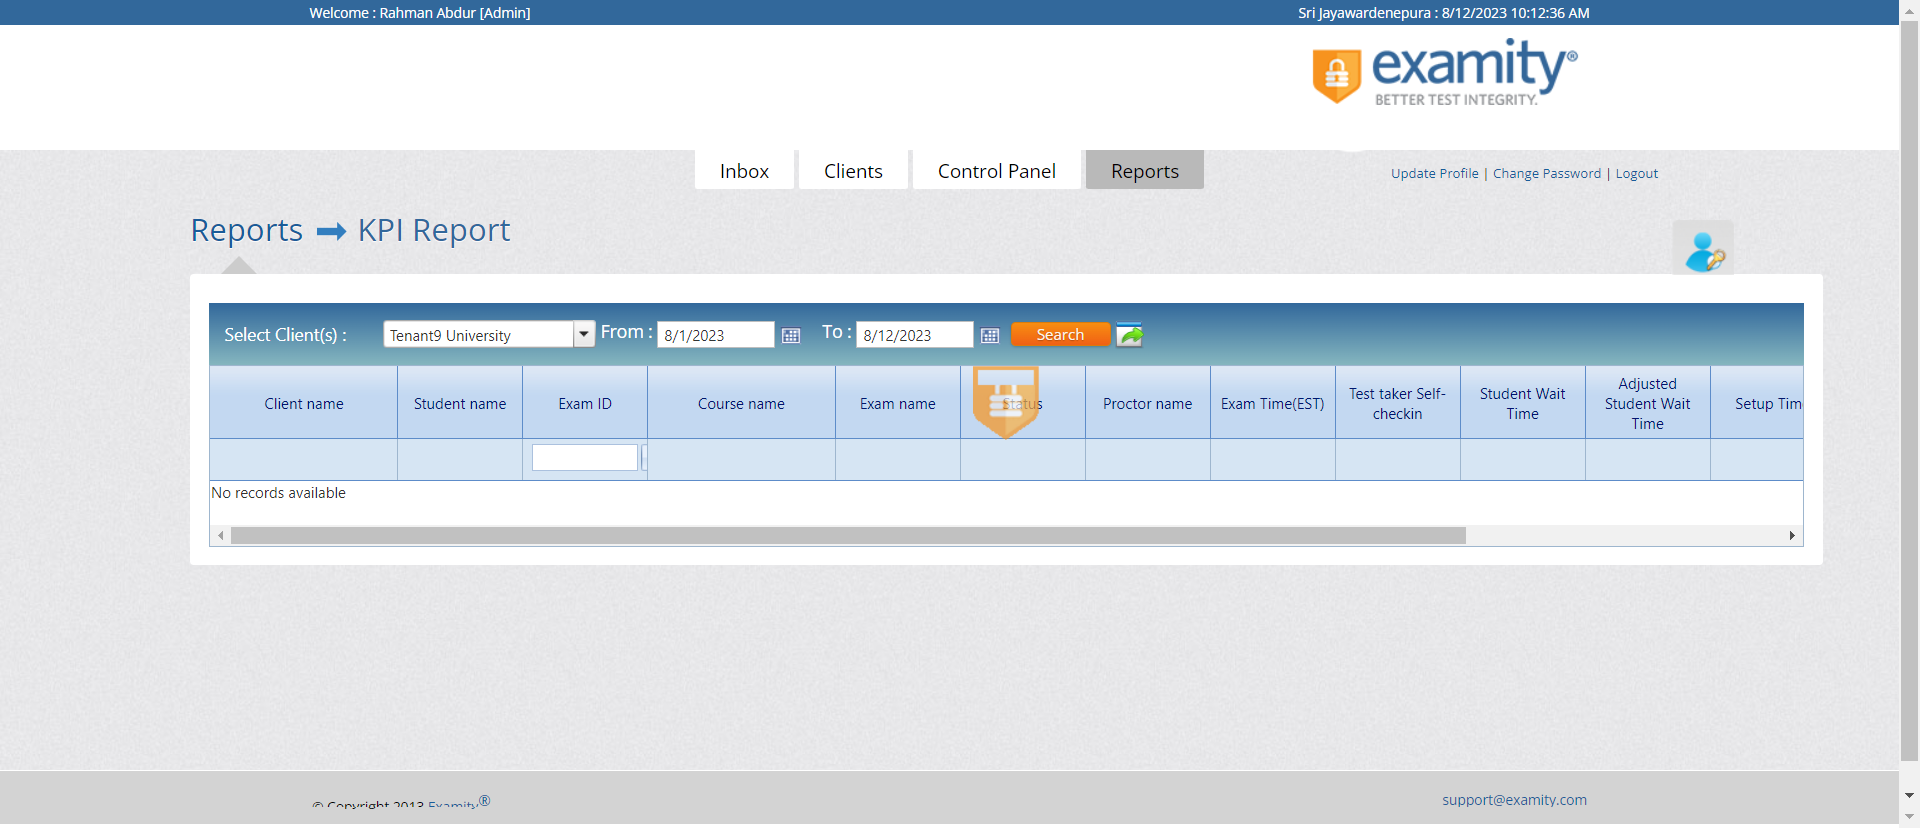 Welcome : Rahman Abdur [Admin]
Sri Jayawardenepura : 8/12/2023 10:12:36 AM
examity®
BETTER TEST INTEGRITY.
Inbox
Clients
Control Panel
Reports
Update Profile | Change Password | Logout
Reports ➡ KPI Report
Select Client(s) :
Tenant9 University
From :
8/1/2023
To :
8/12/2023
Search
Client name
Student name
Exam ID
Course name
Exam name
Status
Proctor name
Exam Time(EST)
Test taker Self-
checkin
Student Wait
Time
Adjusted
Student Wait
Time
Setup Tim
No records available
© Copyright 2013 Examity®
support@examity.com